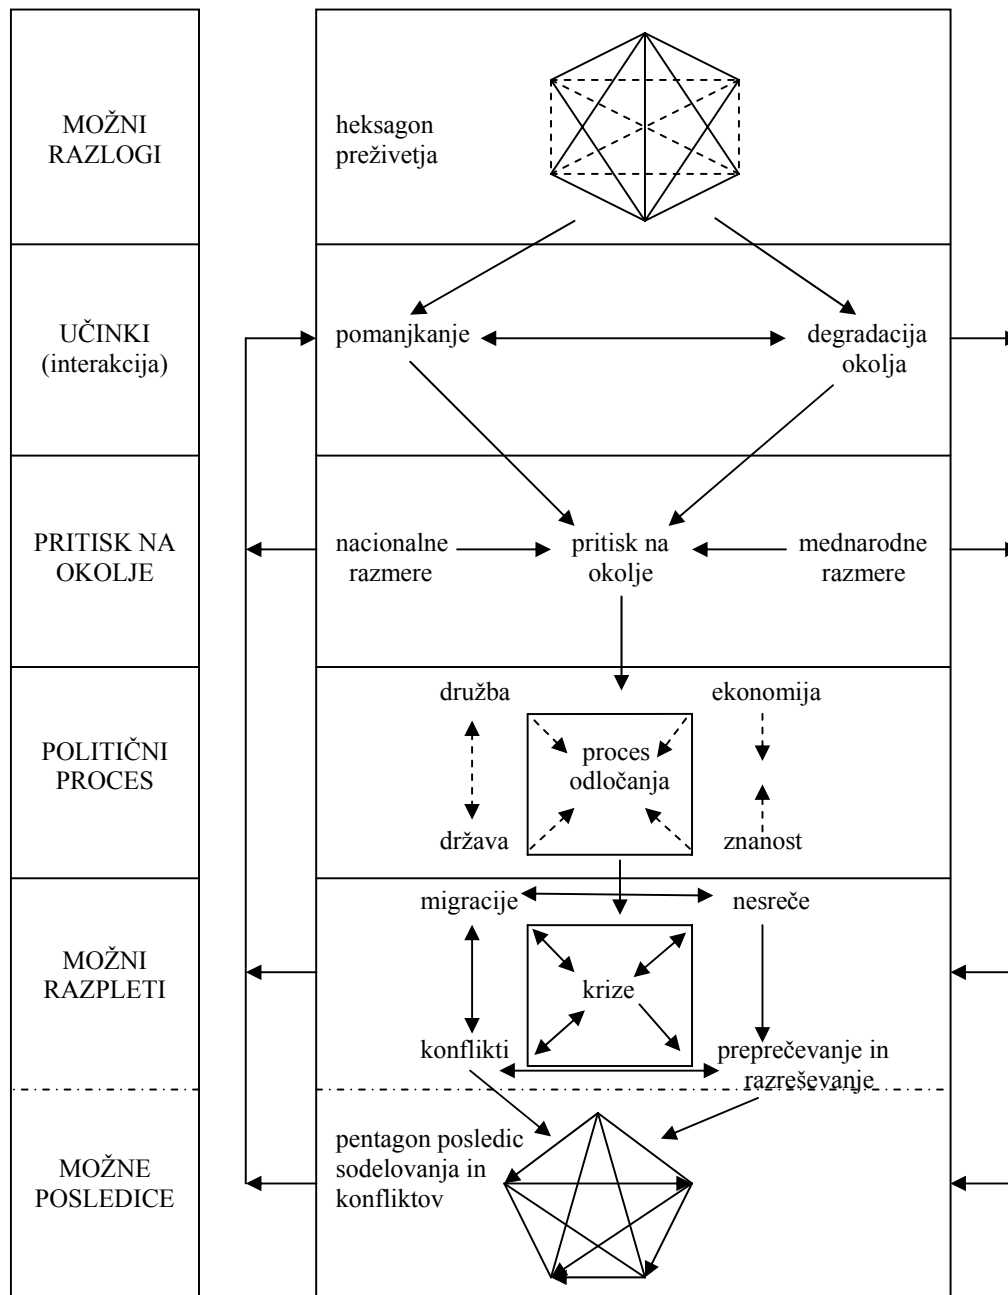 MOŽNI
RAZLOGI
heksagon
preživetja
UČINKI
(interakcija)
pomanjkanje
degradacija
okolja
PRITISK NA
OKOLJE
nacionalne
razmere
pritisk na
okolje
mednarodne
razmere
POLITIČNI
PROCES
družba
ekonomija
proces
odločanja
država
znanost
MOŽNI
RAZPLETI
migracije
nesreče
krize
konflikti
preprečevanje in
razreševanje
MOŽNE
POSLEDICE
pentagon posledic
sodelovanja in
konfliktov